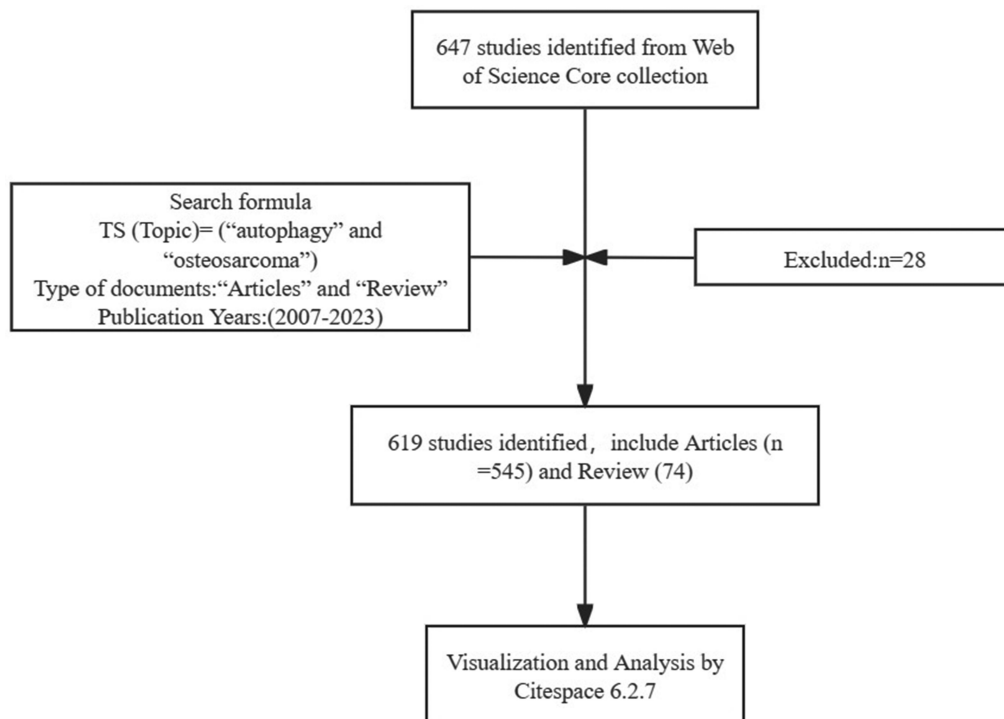 647 studies identified from Web
of Science Core collection
Search formula
TS (Topic)= (“autophagy” and
“osteosarcoma”)
Type of documents:“Articles” and “Review”
Publication Years:(2007-2023)
Excluded:n=28
619 studies identified，include Articles (n
=545) and Review (74)
Visualization and Analysis by
Citespace 6.2.7